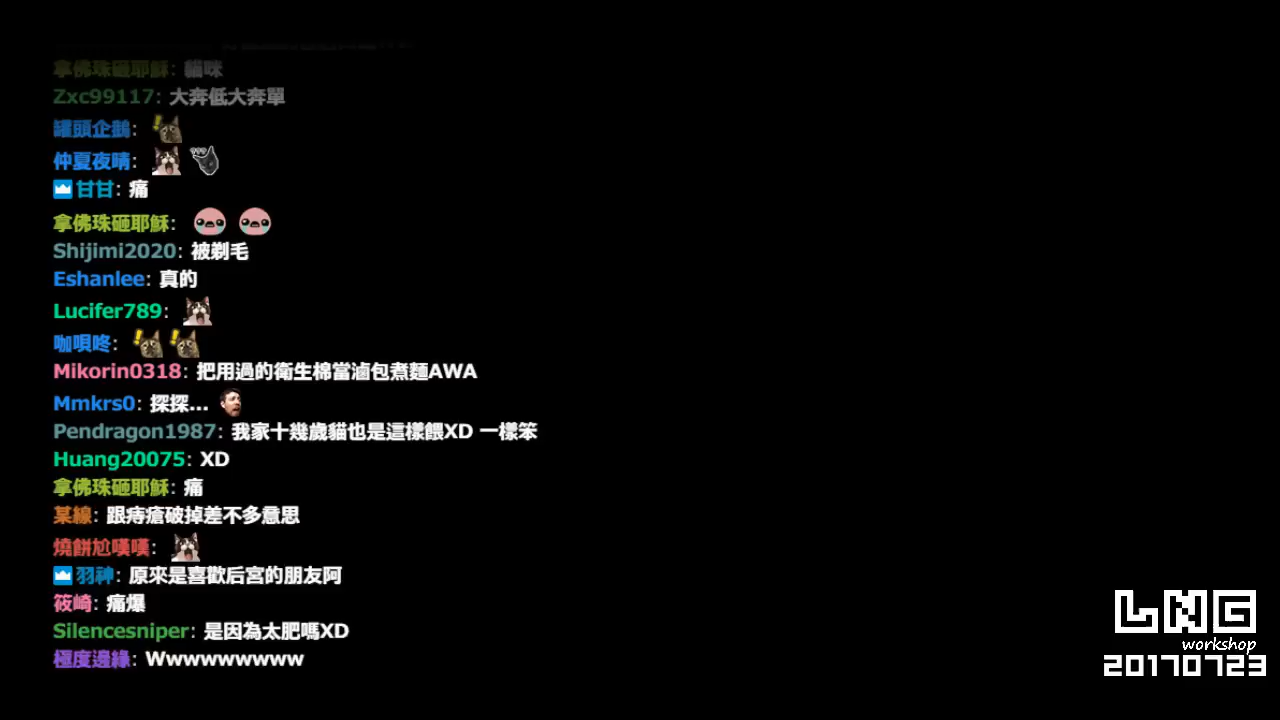 拿佛珠砸耶穌: 貓咪
Zxc99117: 大奔低大奔單
罐頭企鵝:
仲夏夜晴:
甘甘: 痛
拿佛珠砸耶穌:
Shijimi2020: 被剃毛
Eshanlee: 真的
Lucifer789:
咖唄咚:
Mikorin0318: 把用過的衛生棉當滷包煮麵AWA
Mmkrs0: 探探...
Pendragon1987: 我家十幾歲貓也是這樣餵XD 一樣笨
Huang20075: XD
拿佛珠砸耶穌: 痛
某線: 跟痔瘡破掉差不多意思
燒餅尬嘆嘆:
羽神: 原來是喜歡后宮的朋友阿
筱崎: 痛爆
Silencesniper: 是因為太肥嗎XD
極度邊緣: Wwwwwwwww
LNG
workshop
20170723